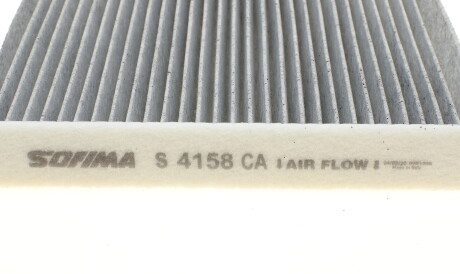 SOFIMA S 4158 CA | AIR FLOW |